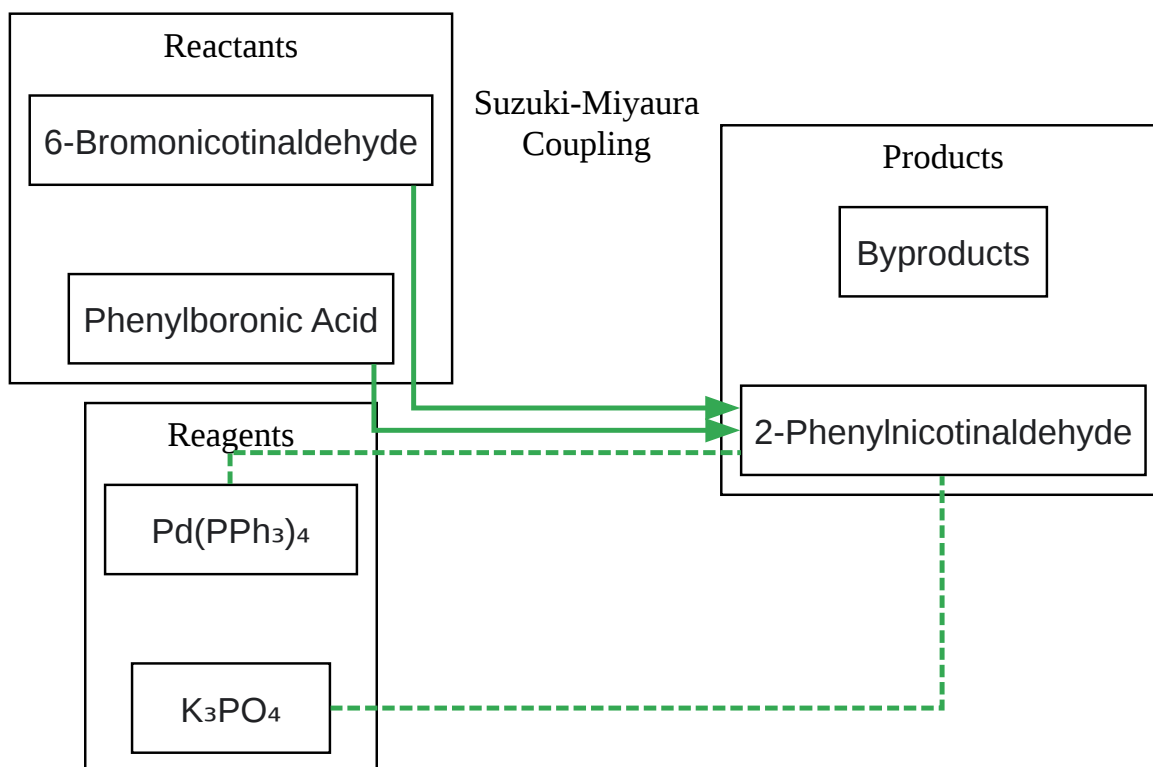 Reactants
6-Bromonicotinaldehyde
Phenylboronic Acid
Suzuki-Miyaura
Coupling
Products
Byproducts
2-Phenylnicotinaldehyde
Reagents
Pd(PPh₃)₄
K₃PO₄